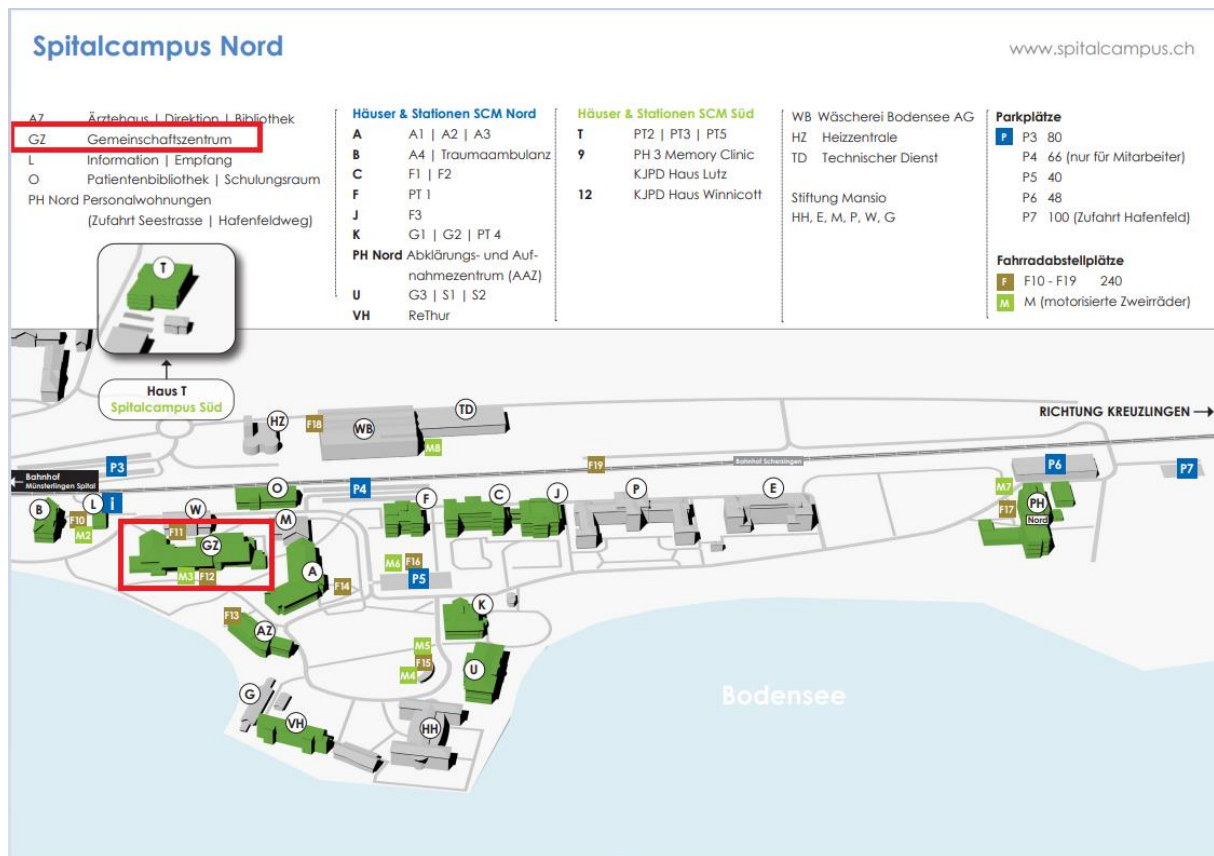 Spitalcampus Nord
www.spitalcampus.ch
AZ Ärztehaus | Direktion | Bibliothek
GZ Gemeinschaftszentrum
L Information | Empfang
O Patientenbibliothek | Schulungsraum
PH Nord Personalwohnungen
(Zufahrt Seestrasse | Hafenfeldweg)
Häuser & Stationen SCM Nord
A A1 | A2 | A3
B A4 | Traumaambulanz
C F1 | F2
F PT 1
J F3
K G1 | G2 | PT 4
PH Nord Abklärungs- und Auf-
nahmezentrum (AAZ)
U G3 | S1 | S2
VH ReThur
Häuser & Stationen SCM Süd
T PT2 | PT3 | PT5
9 PH 3 Memory Clinic
KJPD Haus Lutz
12 KJPD Haus Winnicott
WB Wäscherei Bodensee AG
HZ Heizzentrale
TD Technischer Dienst
Stiftung Mansio
HH, E, M, P, W, G
Parkplätze
P P3 80
P4 66 (nur für Mitarbeiter)
P5 40
P6 48
P7 100 (Zufahrt Hafenfeld)
Fahrradabstellplätze
F F10 - F19 240
M M (motorisierte Zweirräder)
T
Haus T
Spitalcampus Süd
HZ
F18
WB
TD
M8
RICHTUNG KREUZLINGEN
P3
F19
Bahnhof Scherzingen
P6
P7
Bahnhof
Münsterlingen Spital
B
F10
L
i
M2
W
F11
O
P4
M
F
C
J
P
E
M7
F17
PH
Nord
GZ
M3
F12
A
F14
M6
F16
P5
F13
AZ
K
M5
F15
M4
U
G
VH
HH
Bodensee